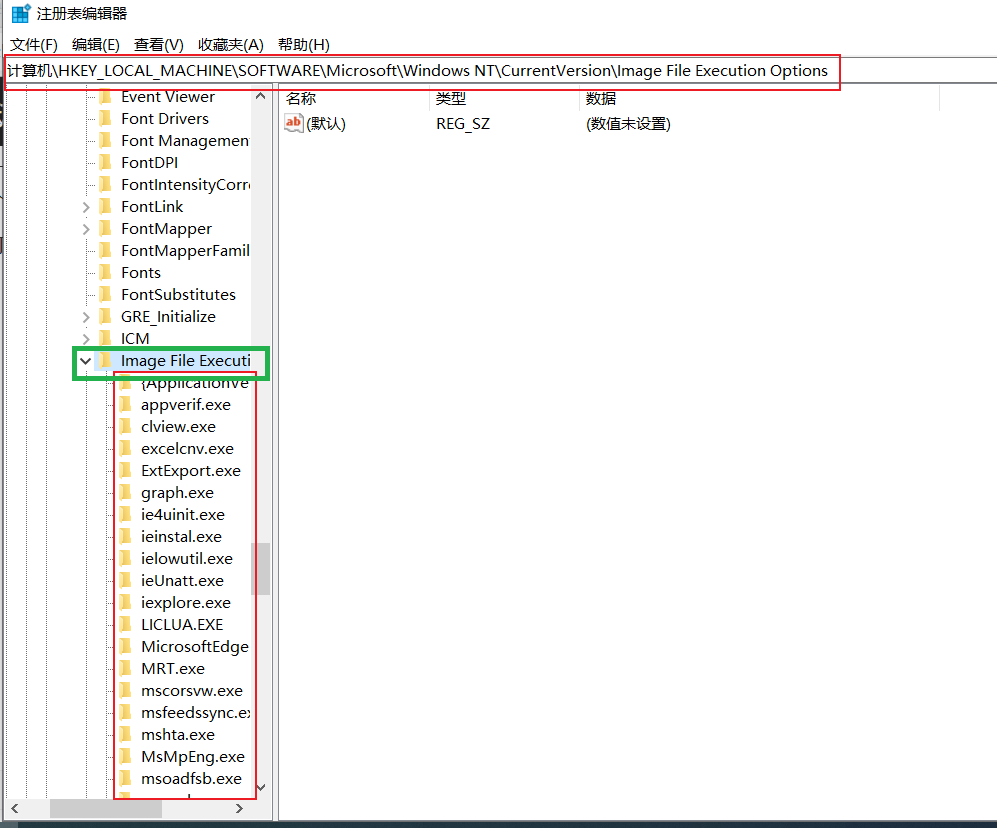 注册表编辑器
文件(F) 编辑(E) 查看(V) 收藏夹(A) 帮助(H)
计算机\HKEY_LOCAL_MACHINE\SOFTWARE\Microsoft\Windows NT\CurrentVersion\Image File Execution Options
Event Viewer
Font Drivers
Font Managemen
FontDPI
FontIntensityCorr
FontLink
FontMapper
FontMapperFamil
Fonts
FontSubstitutes
GRE_Initialize
ICM
Image File Executi
{ApplicationVe
appverif.exe
clview.exe
excelcnv.exe
ExtExport.exe
graph.exe
ie4uinit.exe
ieinstal.exe
ielowutil.exe
ieUnatt.exe
iexplore.exe
LICLUA.EXE
MicrosoftEdge
MRT.exe
mscorsvw.exe
msfeedssync.ex
mshta.exe
MsMpEng.exe
msoadfsb.exe
名称 类型 数据
ab (默认) REG_SZ (数值未设置)